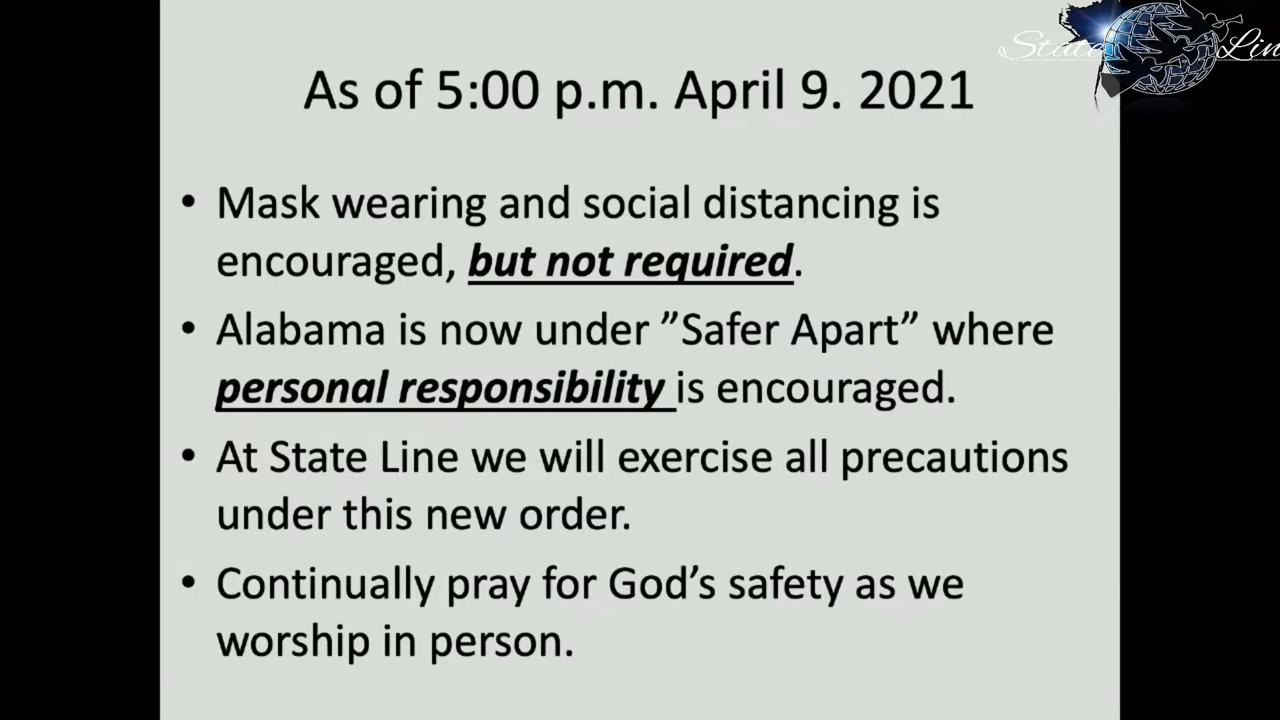 State Lin
As of 5:00 p.m. April 9. 2021
• Mask wearing and social distancing is
encouraged, but not required.
• Alabama is now under ”Safer Apart” where
personal responsibility is encouraged.
• At State Line we will exercise all precautions
under this new order.
• Continually pray for God’s safety as we
worship in person.